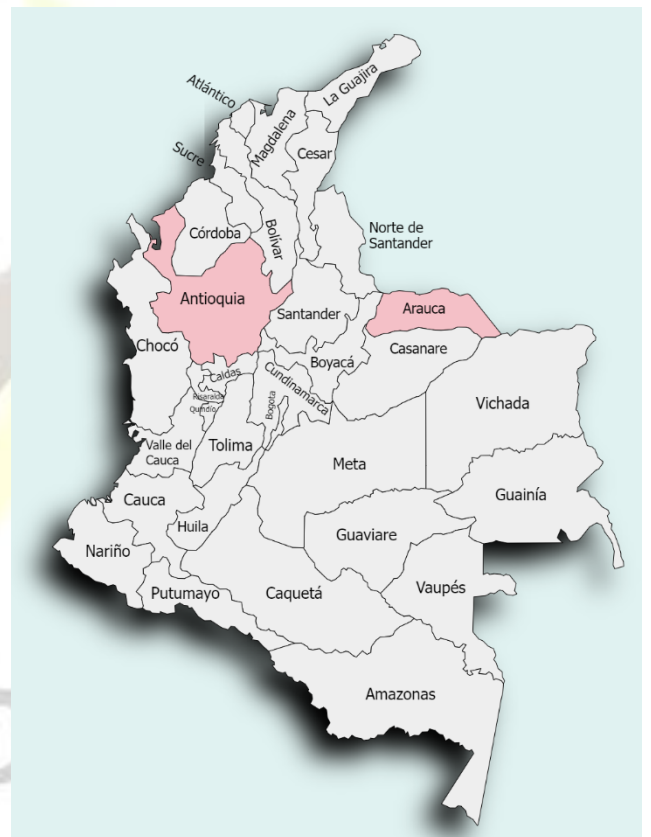 La Guajira
Atlántico
Magdalena
Cesar
Sucre
Norte de
Santander
Córdoba
Bolívar
Antioquia
Santander
Arauca
Chocó
Boyacá
Casanare
Caldas
Cundinamarca
Risaralda
Quindío
Bogota
Vichada
Valle del
Cauca
Tolima
Meta
Cauca
Guainía
Huila
Guaviare
Nariño
Putumayo
Caquetá
Vaupés
Amazonas